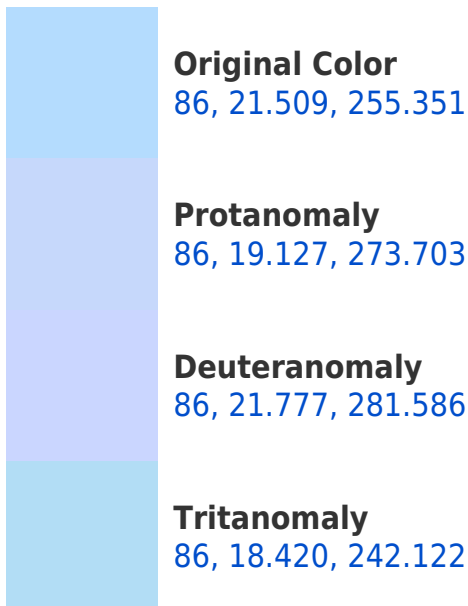 Original Color
86, 21.509, 255.351
Protanomaly
86, 19.127, 273.703
Deuteranomaly
86, 21.777, 281.586
Tritanomaly
86, 18.420, 242.122